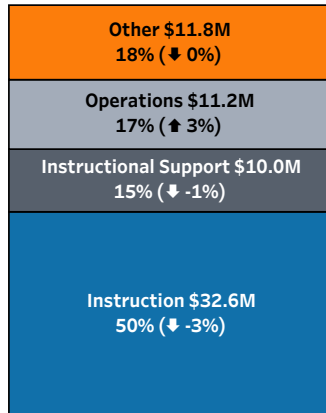 Other $11.8M
18% (🡇 0%)
Operations $11.2M
17% (🡅 3%)
Instructional Support $10.0M
15% (🡇 -1%)
Instruction $32.6M
50% (🡇 -3%)